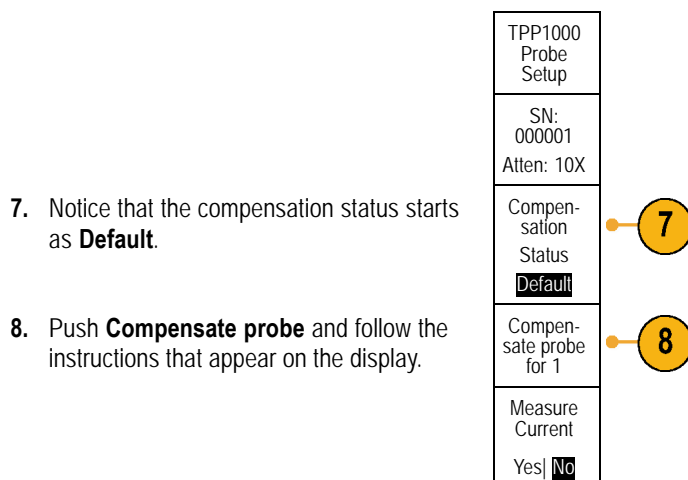 TPP1000
Probe
Setup
SN:
000001
Atten: 10X
7. Notice that the compensation status starts
as Default.
Compen-
sation
Status
Default
7
8. Push Compensate probe and follow the
instructions that appear on the display.
Compen-
sate probe
for 1
8
Measure
Current
Yes| No